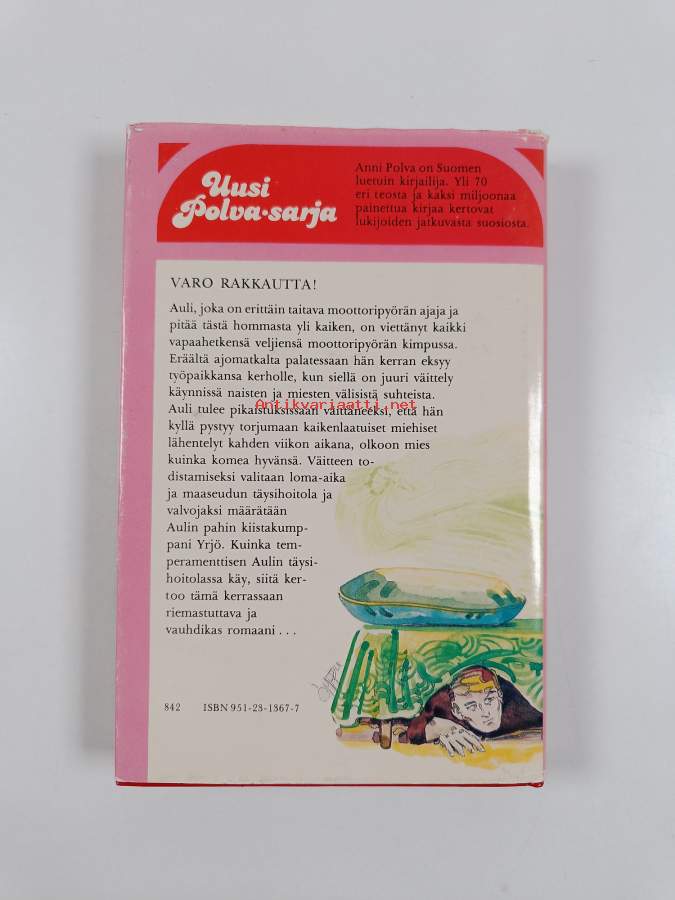 Uusi
Polva-sarja
Anni Polva on Suomen
luetuin kirjailija. Yli 70
eri teosta ja kaksi miljoonaa
painettua kirjaa kertovat
lukijoiden jatkuvasta suosiosta.
VARO RAKKAUTTA!
Auli, joka on erittäin taitava moottoripyörän ajaja ja
pitää tästä hommasta yli kaiken, on viettänyt kaikki
vapaahetkensä veljiensä moottoripyörän kimpussa.
Eräältä ajomatkalta palatessaan hän kerran eksyy
työpaikkansa kerholle, kun siellä on juuri väittely
käynnissä naisten ja miesten välisistä suhteista.
Antikvariaatti.net
Auli tulee pikaistuksissaan väittäneeksi, että hän
kyllä pystyy torjumaan kaikenlaatuiset miehiset
lähentelyt kahden viikon aikana, olkoon mies
kuinka komea hyvänsä. Väitteen to-
distamiseksi valitaan loma-aika
ja maaseudun täysihoitola ja
valvojaksi määrätään
Aulin pahin kiistakump-
pani Yrjö. Kuinka tem-
peramenttisen Aulin täysi-
hoitolassa käy, siitä ker-
too tämä kerrassaan
riemastuttava ja
vauhdikas romaani . . .
842 ISBN 951-23-1367-7